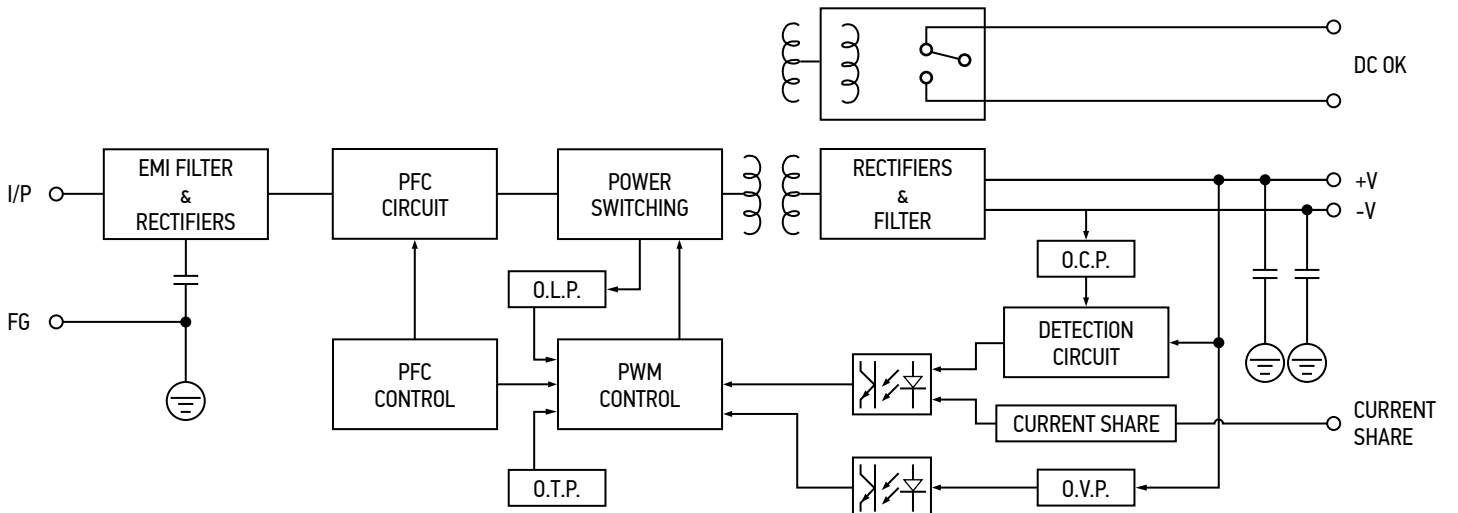 DC OK
EMI FILTER
&
RECTIFIERS
PFC
CIRCUIT
POWER
SWITCHING
RECTIFIERS
&
FILTER
I/P
+V
-V
O.C.P.
O.L.P.
FG
DETECTION
CIRCUIT
PFC
CONTROL
PWM
CONTROL
CURRENT SHARE
CURRENT
SHARE
O.T.P.
O.V.P.